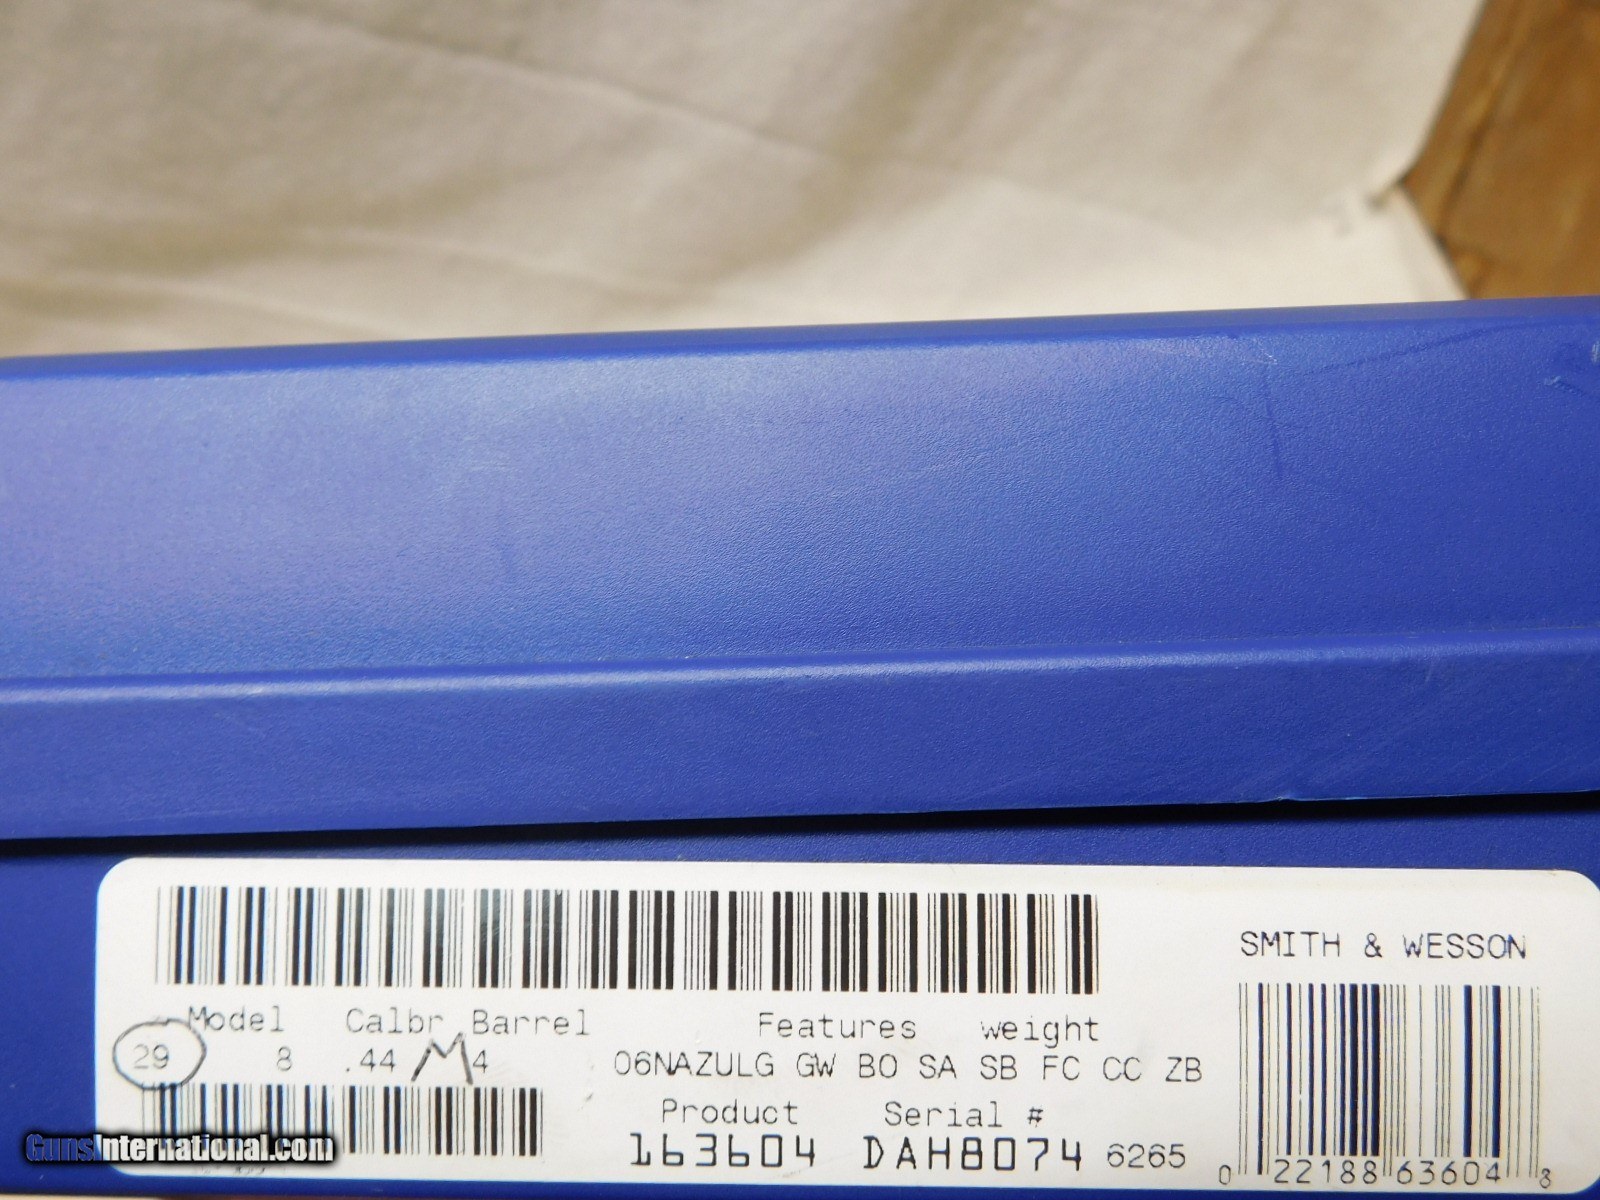 SMITH & WESSON
Model Calbr Barrel Features weight
29 8 .44 M 4 06NAZULG GW BO SA SB FC CC ZB
Product Serial #
163604 DAH8074 6265
0 22188 63604 8
GunsInternational.com